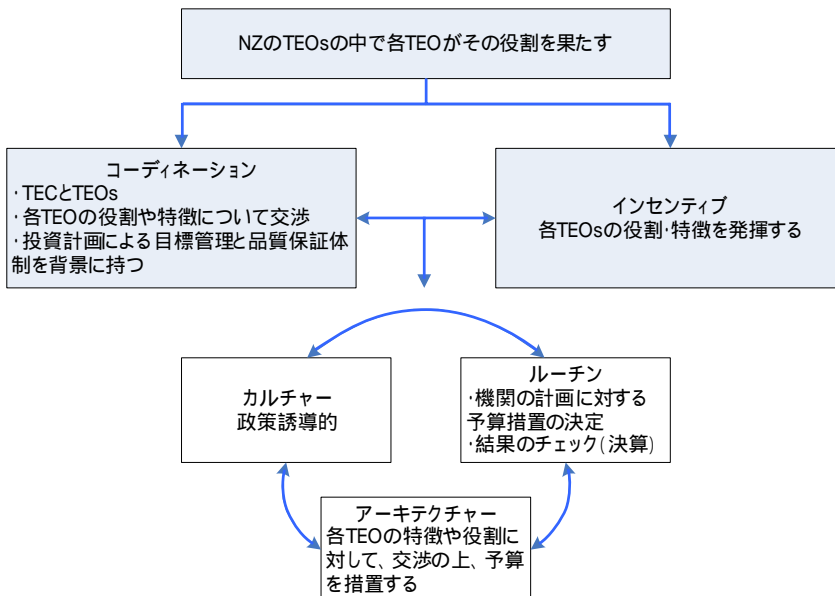 NZのTEOsの中で各TEOがその役割を果たす
コーディネーション
・TECとTEOs
・各TEOの役割や特徴について交渉
・投資計画による目標管理と品質保証体
制を背景に持つ
インセンティブ
各TEOsの役割・特徴を発揮する
カルチャー
政策誘導的
ルーチン
・機関の計画に対する
予算措置の決定
・結果のチェック(決算)
アーキテクチャー
各TEOの特徴や役割に
対して、交渉の上、予算
を措置する